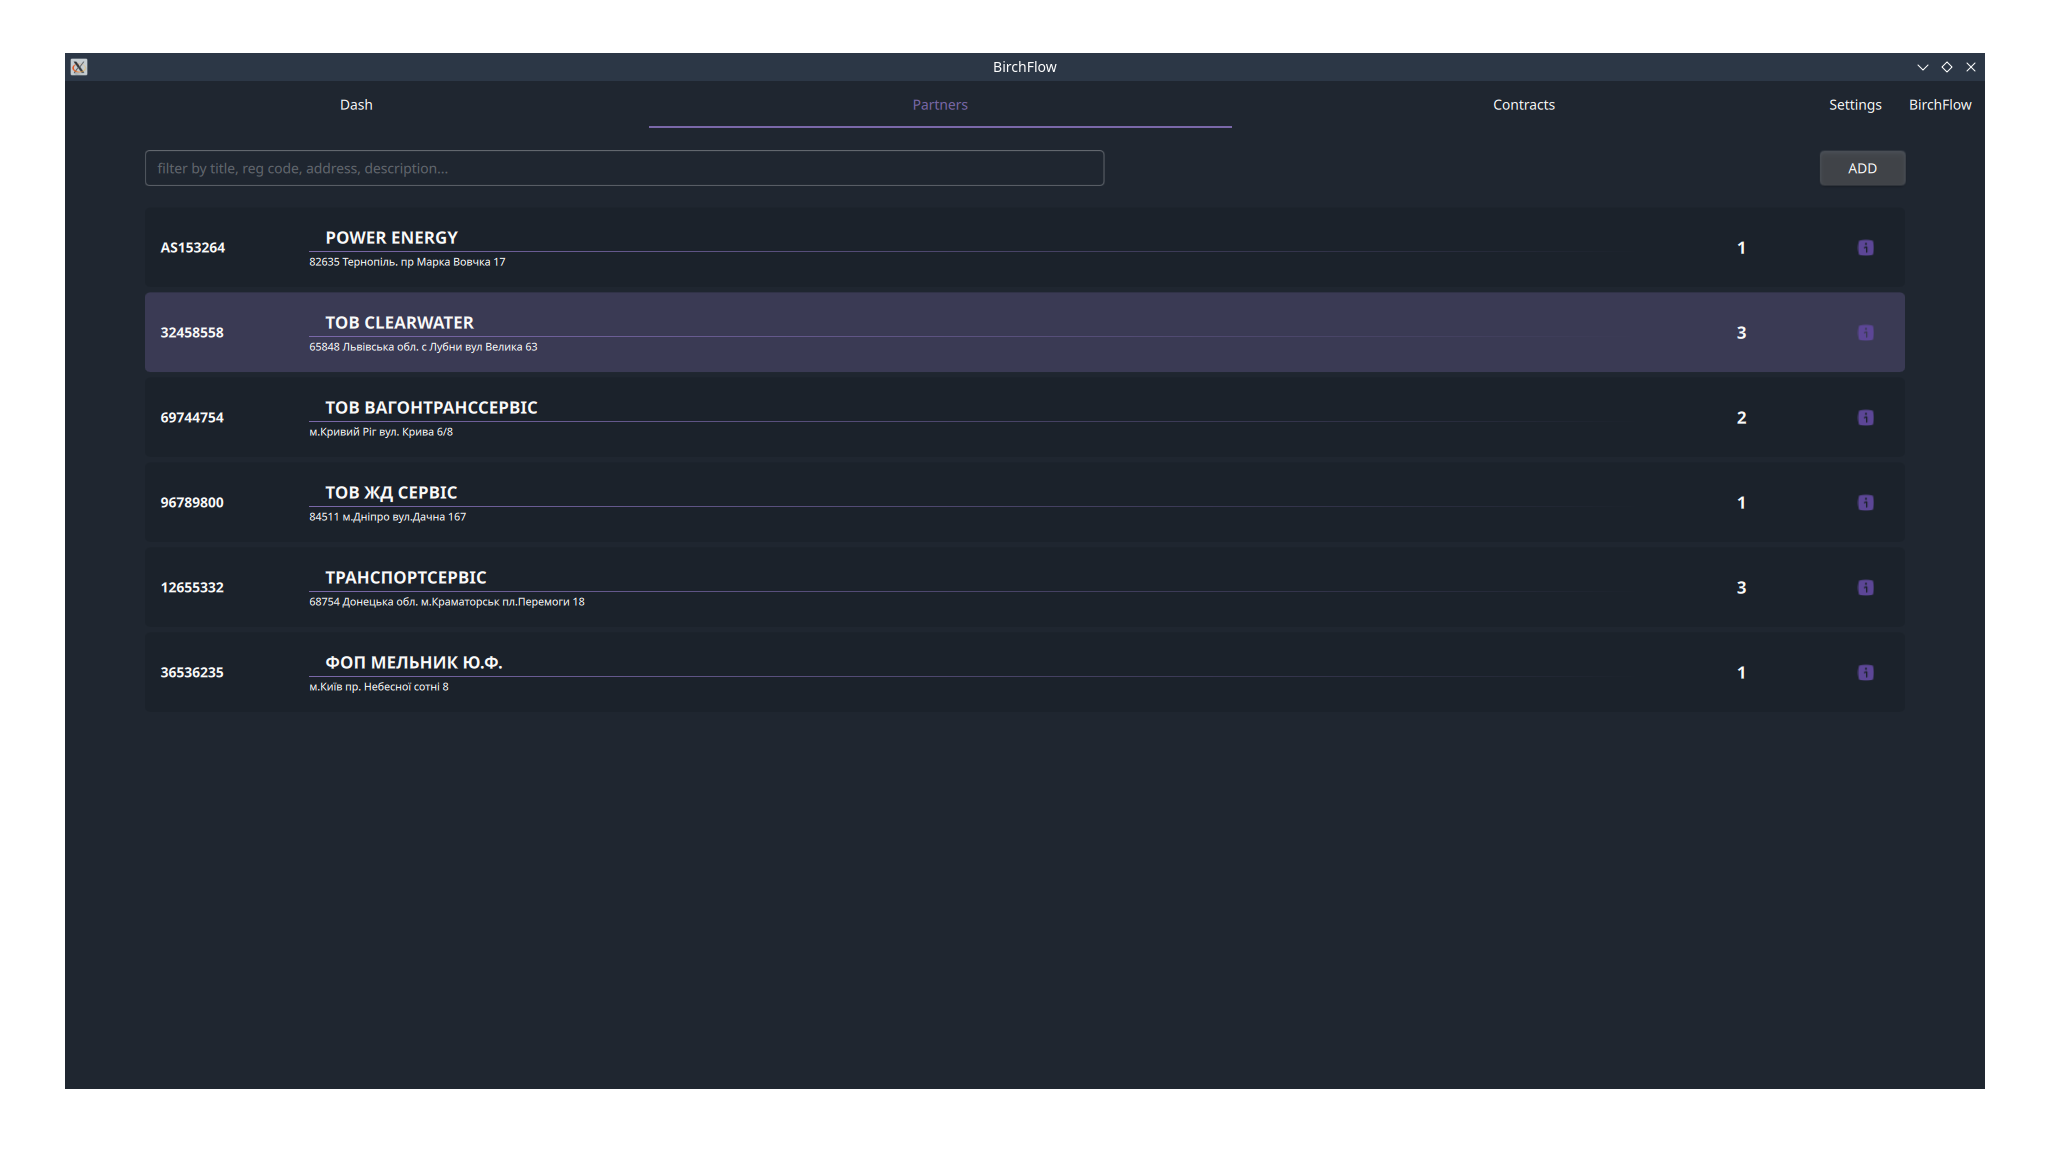 BirchFlow
Dash Partners Contracts Settings BirchFlow
filter by title, reg code, address, description... ADD
AS153264 POWER ENERGY 1
82635 Тернопіль. пр Марка Вовчка 17
32458558 ТОВ CLEARWATER 3
65848 Львівська обл. с Лубни вул Велика 63
69744754 ТОВ ВАГОНТРАНССЕРВІС 2
м.Кривий Ріг вул. Крива 6/8
96789800 ТОВ ЖД СЕРВІС 1
84511 м.Дніпро вул.Дачна 167
12655332 ТРАНСПОРТСЕРВІС 3
68754 Донецька обл. м.Краматорськ пл.Перемоги 18
36536235 ФОП МЕЛЬНИК Ю.Ф. 1
м.Київ пр. Небесної сотні 8